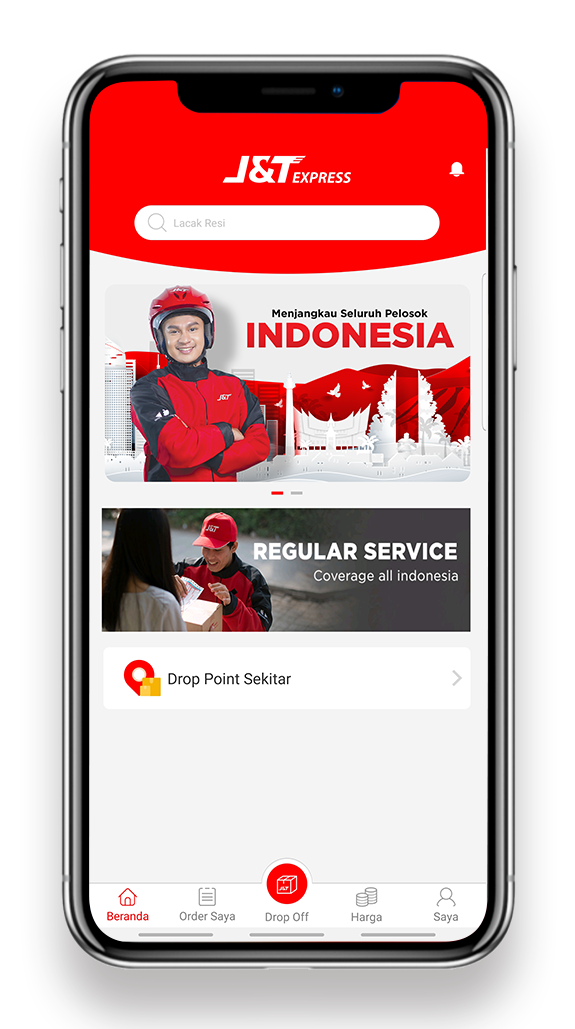 J&T EXPRESS
Lacak Resi
J&T
Menjangkau Seluruh Pelosok
INDONESIA
J&T
J&T
REGULAR SERVICE
Coverage all indonesia
Drop Point Sekitar
J&T
Beranda
Order Saya
Drop Off
Harga
Saya